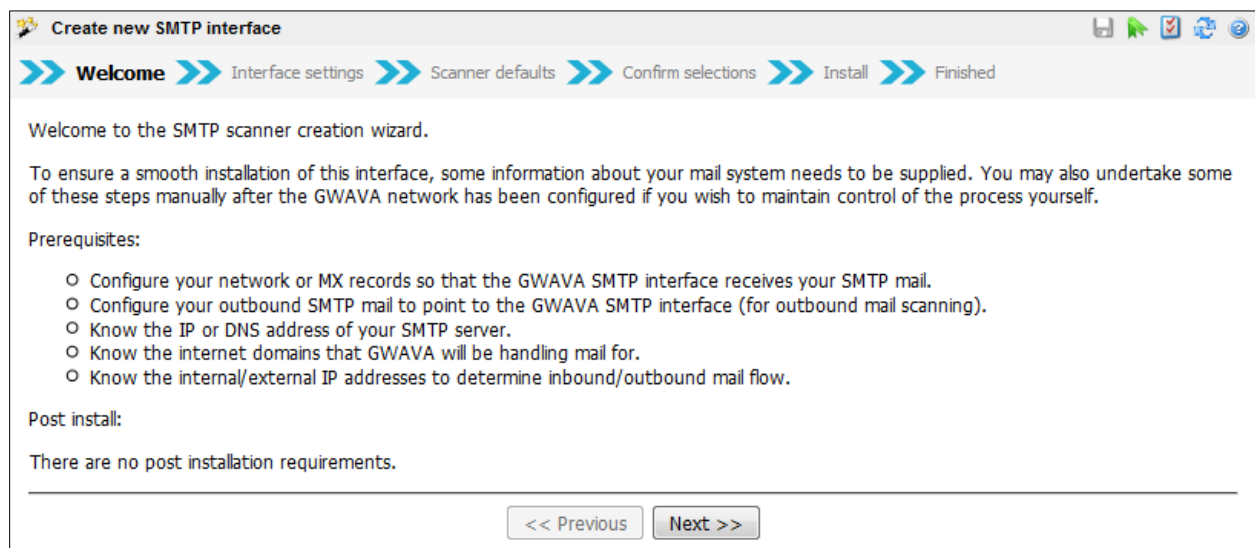 Create new SMTP interface
Welcome Interface settings Scanner defaults Confirm selections Install Finished
Welcome to the SMTP scanner creation wizard.
To ensure a smooth installation of this interface, some information about your mail system needs to be supplied. You may also undertake some
of these steps manually after the GWAVA network has been configured if you wish to maintain control of the process yourself.
Prerequisites:
Configure your network or MX records so that the GWAVA SMTP interface receives your SMTP mail.
Configure your outbound SMTP mail to point to the GWAVA SMTP interface (for outbound mail scanning).
Know the IP or DNS address of your SMTP server.
Know the internet domains that GWAVA will be handling mail for.
Know the internal/external IP addresses to determine inbound/outbound mail flow.
Post install:
There are no post installation requirements.
<< Previous Next >>